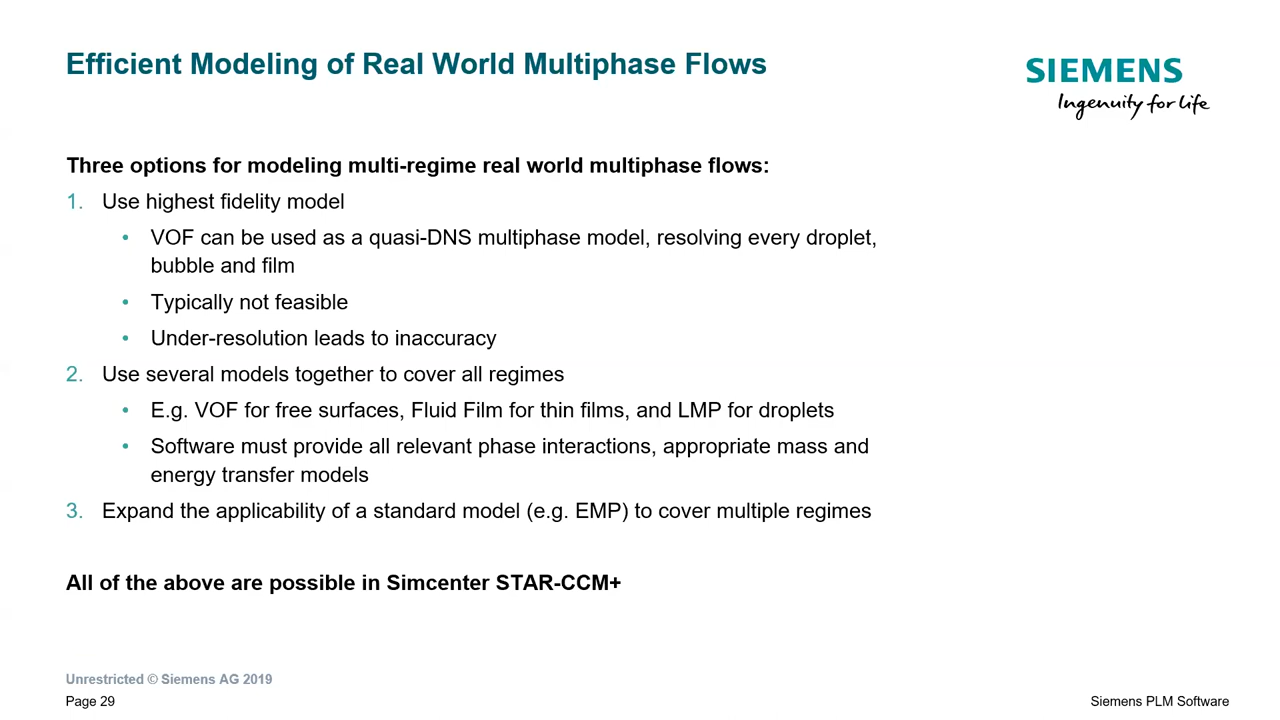 Efficient Modeling of Real World Multiphase Flows
SIEMENS
Ingenuity for life
Three options for modeling multi-regime real world multiphase flows:
1. Use highest fidelity model
• VOF can be used as a quasi-DNS multiphase model, resolving every droplet,
bubble and film
• Typically not feasible
• Under-resolution leads to inaccuracy
2. Use several models together to cover all regimes
• E.g. VOF for free surfaces, Fluid Film for thin films, and LMP for droplets
• Software must provide all relevant phase interactions, appropriate mass and
energy transfer models
3. Expand the applicability of a standard model (e.g. EMP) to cover multiple regimes
All of the above are possible in Simcenter STAR-CCM+
Unrestricted © Siemens AG 2019
Page 29
Siemens PLM Software